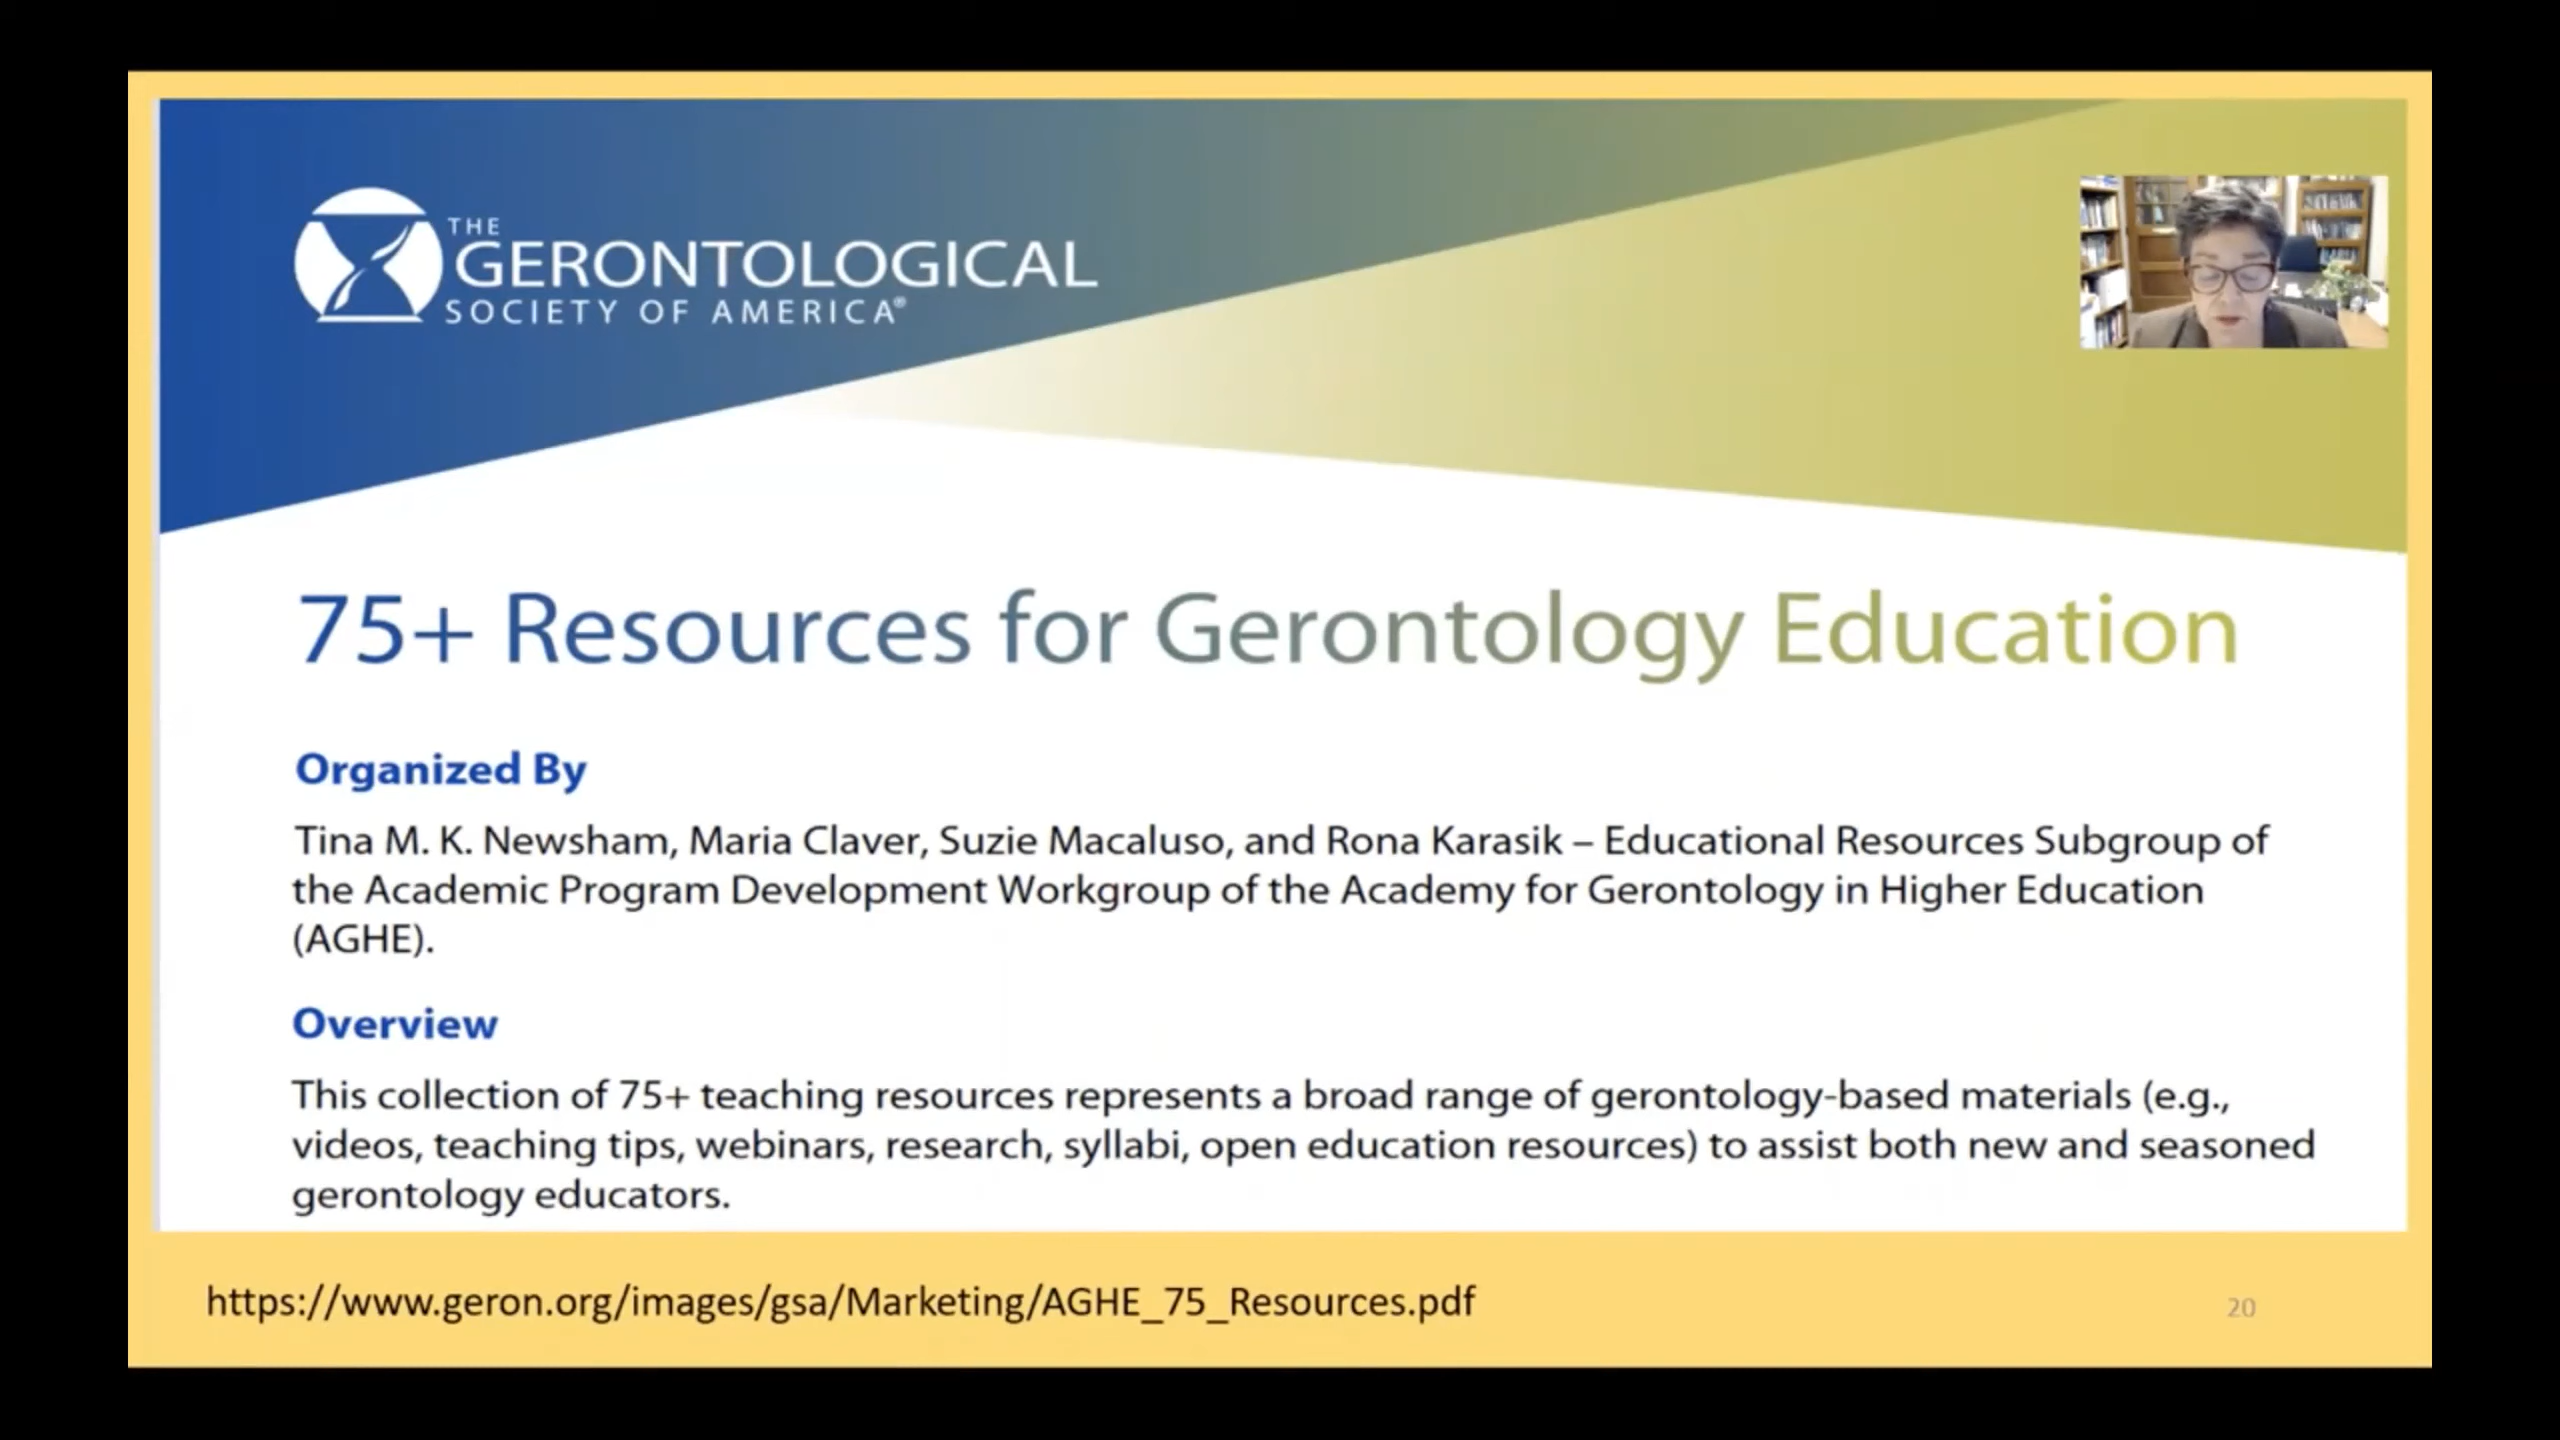 THE
GERONTOLOGICAL
SOCIETY OF AMERICA®
75+ Resources for Gerontology Education
Organized By
Tina M. K. Newsham, Maria Claver, Suzie Macaluso, and Rona Karasik – Educational Resources Subgroup of
the Academic Program Development Workgroup of the Academy for Gerontology in Higher Education
(AGHE).
Overview
This collection of 75+ teaching resources represents a broad range of gerontology-based materials (e.g.,
videos, teaching tips, webinars, research, syllabi, open education resources) to assist both new and seasoned
gerontology educators.
https://www.geron.org/images/gsa/Marketing/AGHE_75_Resources.pdf
20